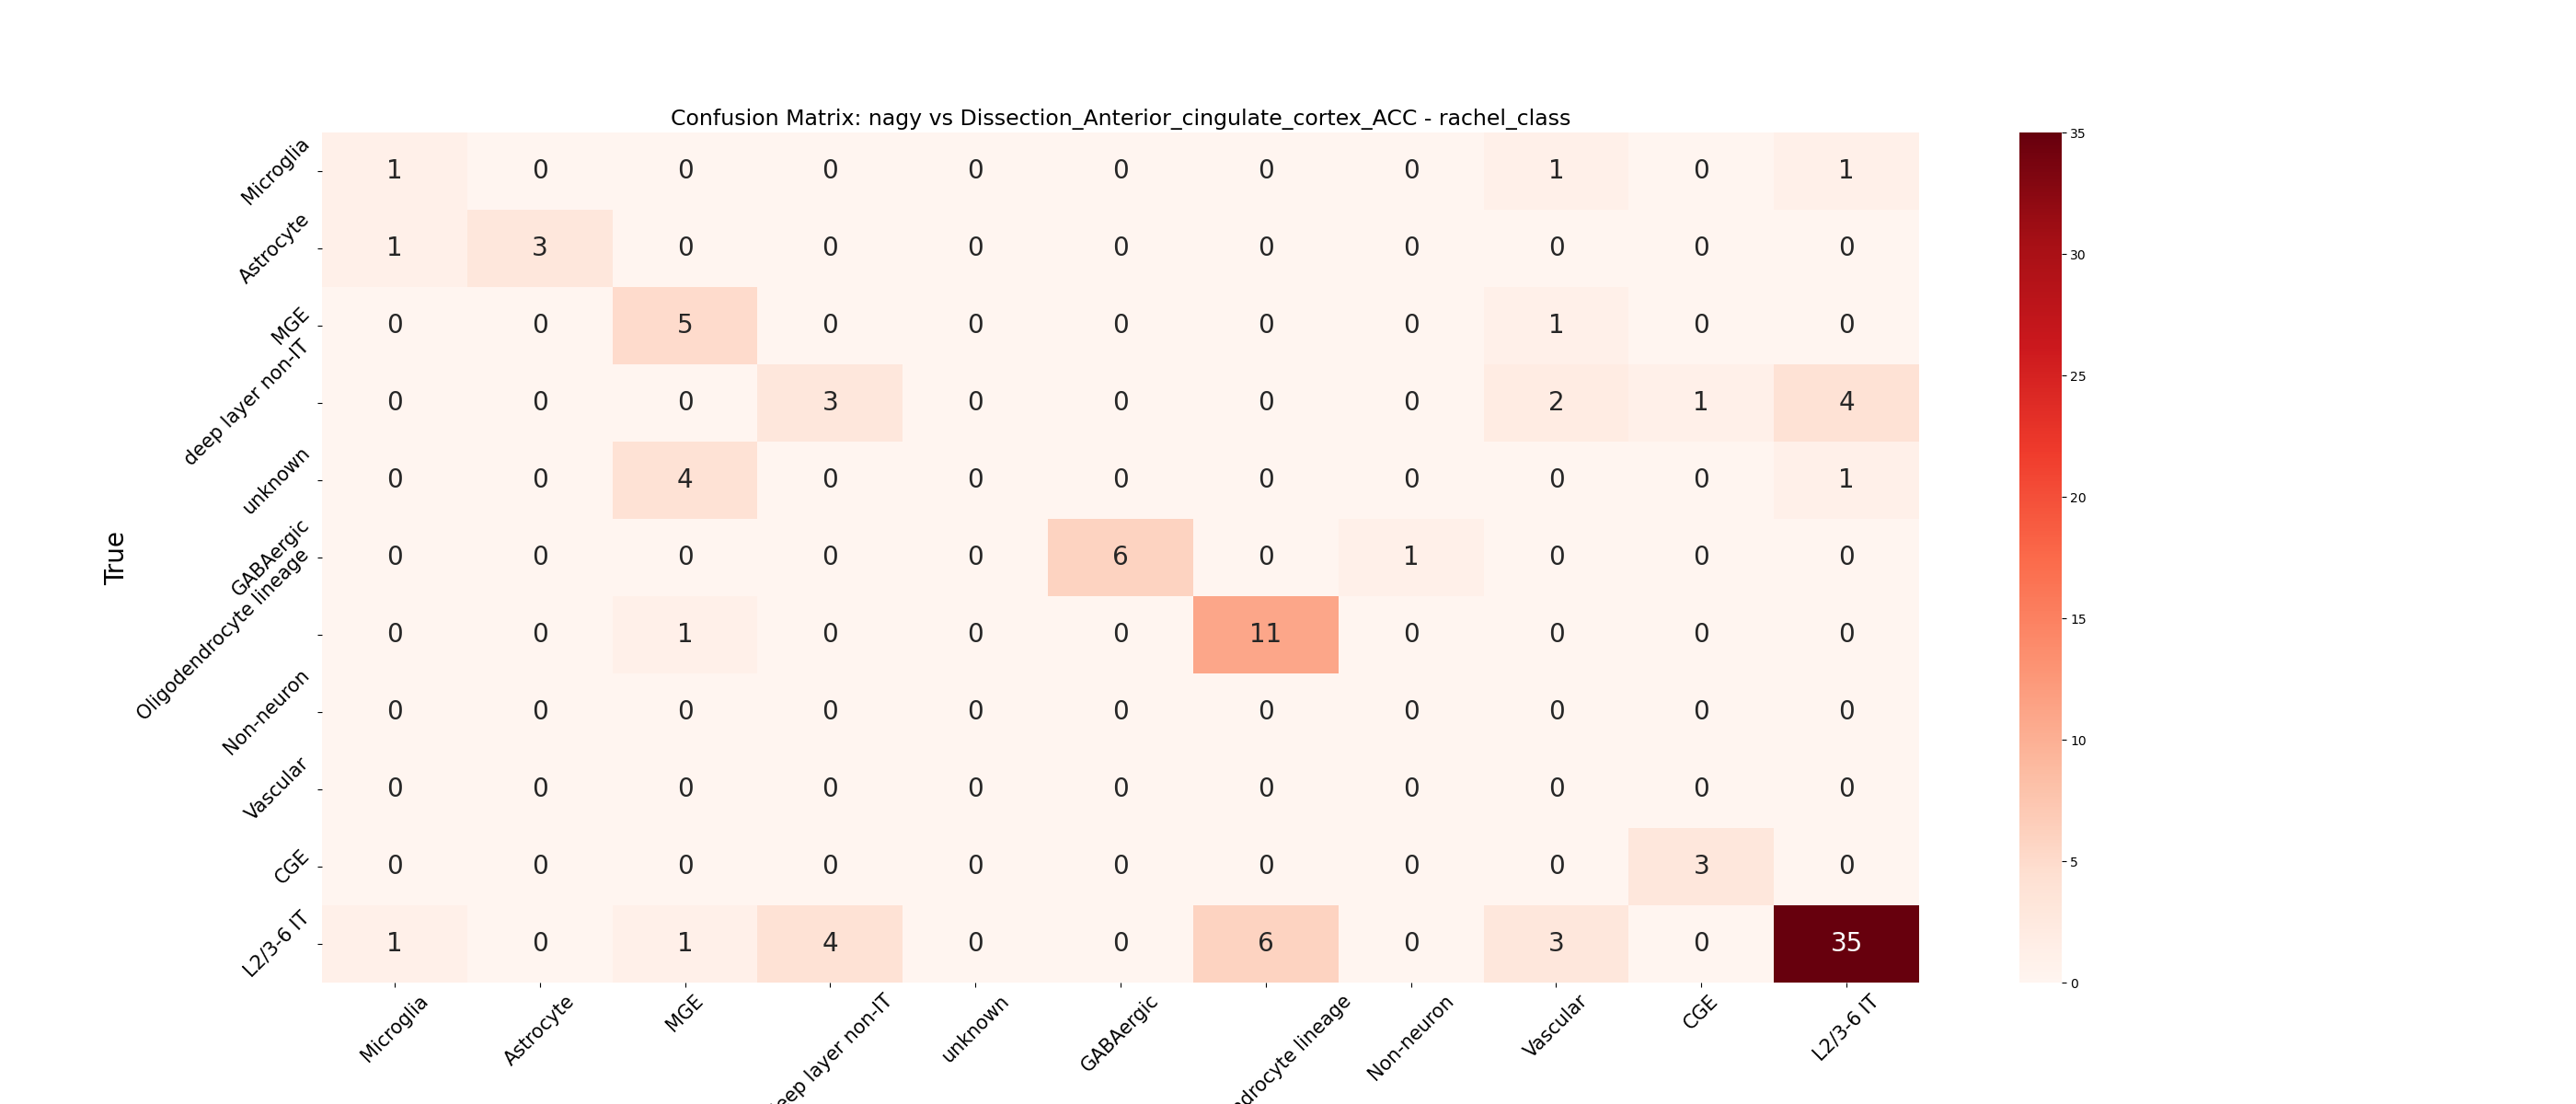 Confusion Matrix: nagy vs Dissection_Anterior_cingulate_cortex_ACC - rachel_class
True
Microglia 1 0 0 0 0 0 0 0 1 0 1
Astrocyte 1 3 0 0 0 0 0 0 0 0 0
MGE 0 0 5 0 0 0 0 0 1 0 0
deep layer non-IT 0 0 0 3 0 0 0 0 2 1 4
unknown 0 0 4 0 0 0 0 0 0 0 1
GABAergic 0 0 0 0 0 6 0 1 0 0 0
Oligodendrocyte lineage 0 0 1 0 0 0 11 0 0 0 0
Non-neuron 0 0 0 0 0 0 0 0 0 0 0
Vascular 0 0 0 0 0 0 0 0 0 0 0
CGE 0 0 0 0 0 0 0 0 0 3 0
L2/3-6 IT 1 0 1 4 0 0 6 0 3 0 35
Microglia
Astrocyte
MGE
layer non-IT
unknown
GABAergic
lineage
Non-neuron
Vascular
CGE
L2/3-6 IT
35
30
25
20
15
10
5
0